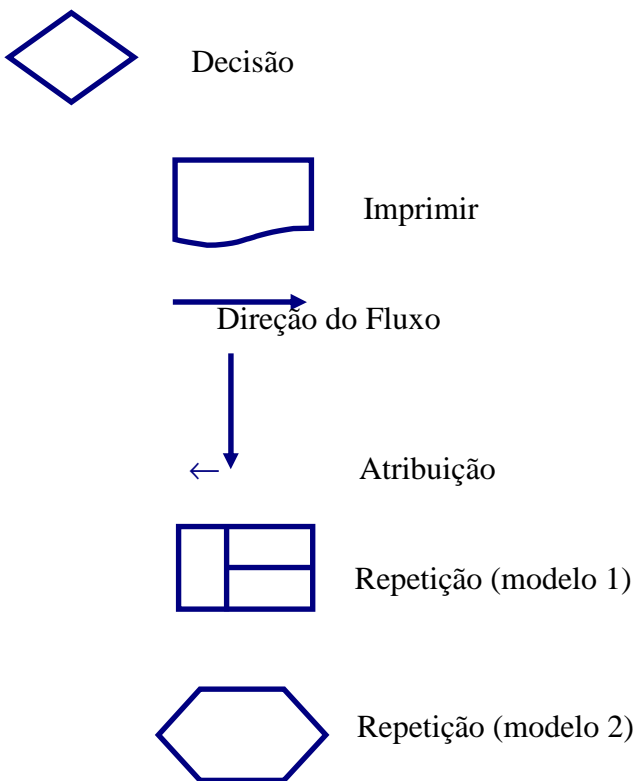 Decisão
Imprimir
Direção do Fluxo
← Atribuição
Repetição (modelo 1)
Repetição (modelo 2)